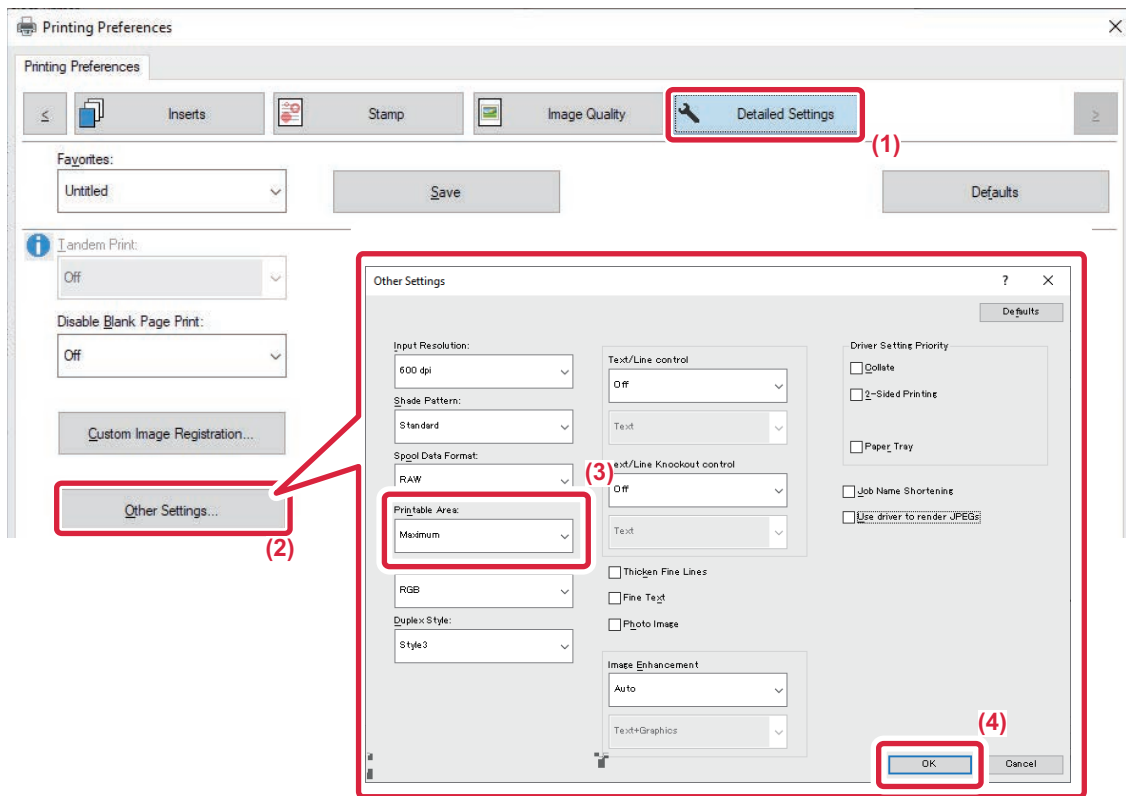 Printing Preferences
Printing Preferences
≤
Inserts
Stamp
Image Quality
Detailed Settings
≥
(1)
Favorites:
Untitled
Save
Defaults
Tandem Print:
Off
Disable Blank Page Print:
Off
Custom Image Registration...
Other Settings...
(2)
Other Settings
?
Defaults
Input Resolution:
600 dpi
Shade Pattern:
Standard
Spool Data Format:
RAW
(3)
Printable Area:
Maximum
RGB
Duplex Style:
Style3
Text/Line control
Off
Text
Text/Line Knockout control
Off
Text
Thicken Fine Lines
Fine Text
Photo Image
Image Enhancement
Auto
Text+Graphics
Driver Setting Priority
Collate
2-Sided Printing
Paper Tray
Job Name Shortening
Use driver to render JPEGs
(4)
OK
Cancel